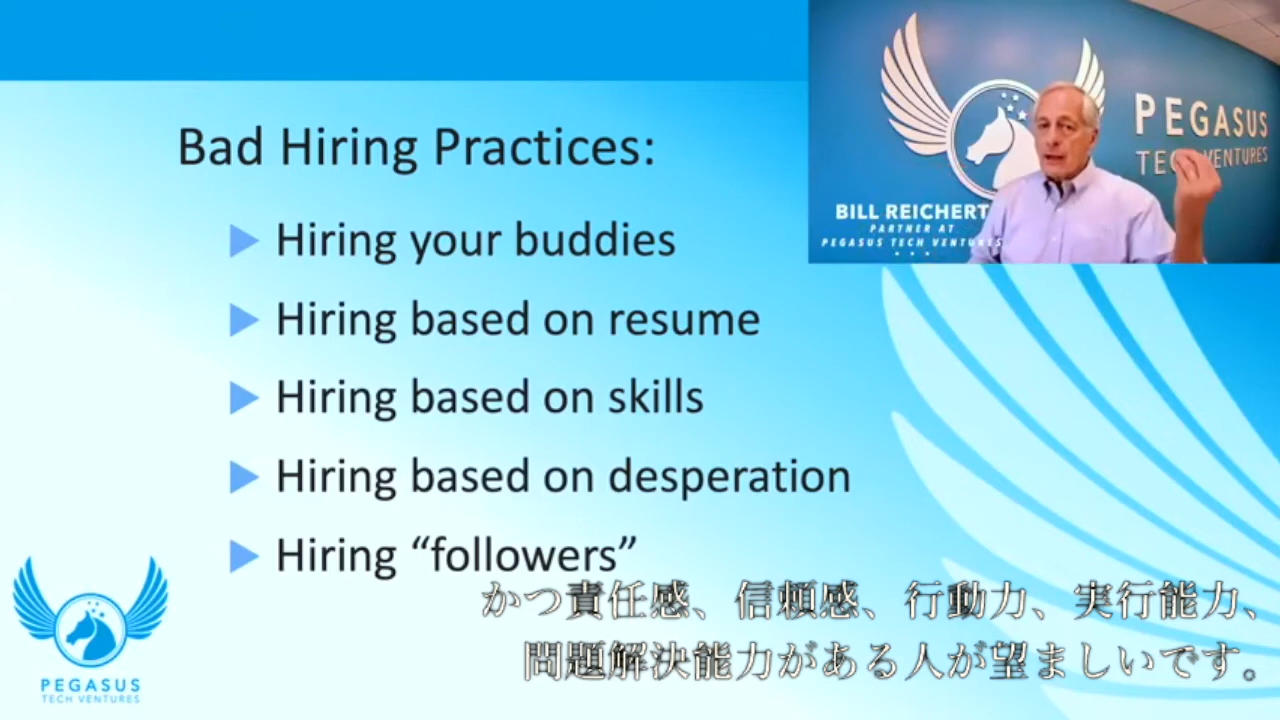 Bad Hiring Practices:
Hiring your buddies
Hiring based on resume
Hiring based on skills
Hiring based on desperation
Hiring “followers”
PEGASUS
TECH VENTURES
BILL REICHERT
PARTNER AT
PEGASUS TECH VENTURES
かつ責任感、信頼感、行動力、実行能力、
問題解決能力がある人が望ましいです。
PEGASUS
TECH VENTURES